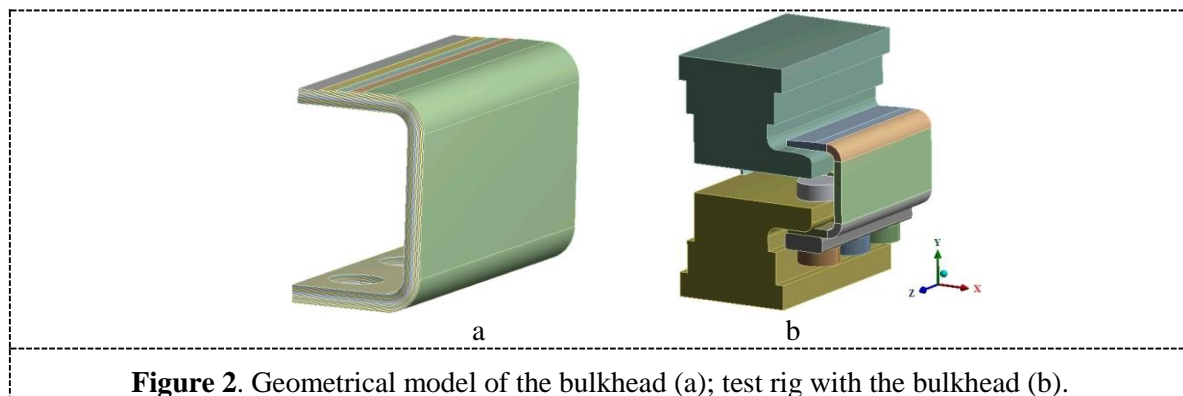 Y
Z
X
a
b
Figure 2. Geometrical model of the bulkhead (a); test rig with the bulkhead (b).